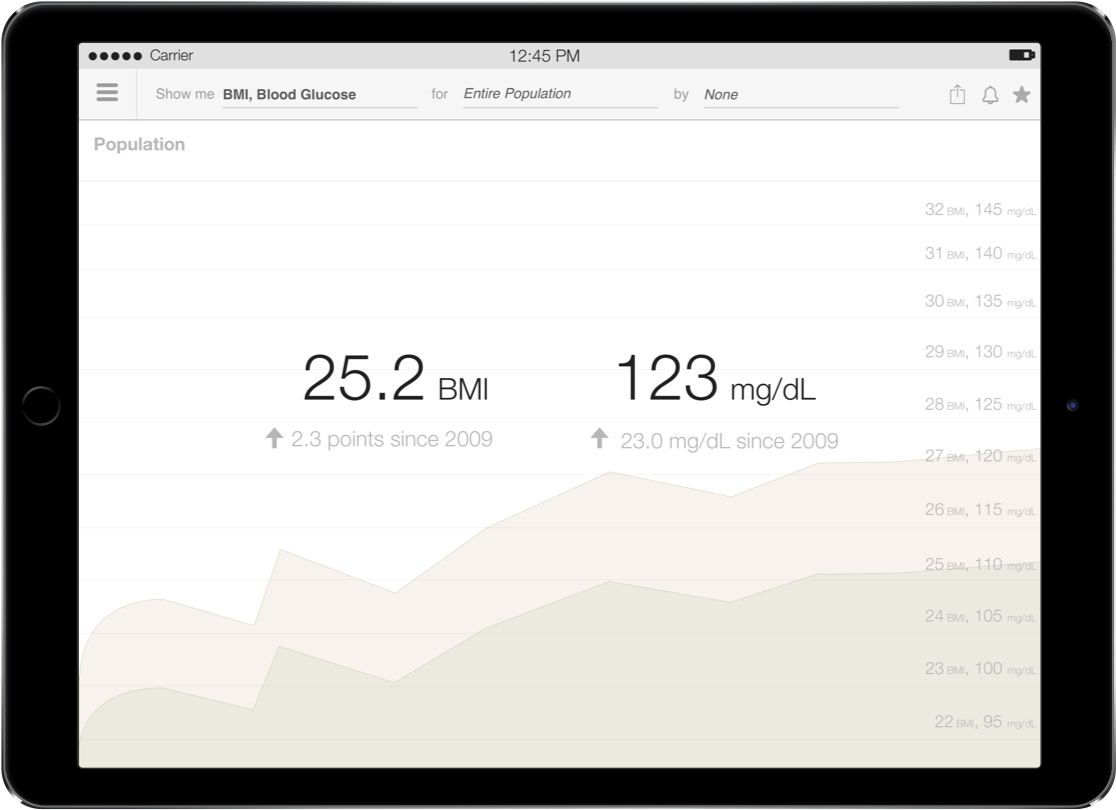 Carrier 12:45 PM
Show me BMI, Blood Glucose for Entire Population by None
Population
32 BMI, 145 mg/dL
31 BMI, 140 mg/dL
30 BMI, 135 mg/dL
29 BMI, 130 mg/dL
25.2 BMI 123 mg/dL
28 BMI, 125 mg/dL
2.3 points since 2009 23.0 mg/dL since 2009
27 BMI, 120 mg/dL
26 BMI, 115 mg/dL
25 BMI, 110 mg/dL
24 BMI, 105 mg/dL
23 BMI, 100 mg/dL
22 BMI, 95 mg/dL